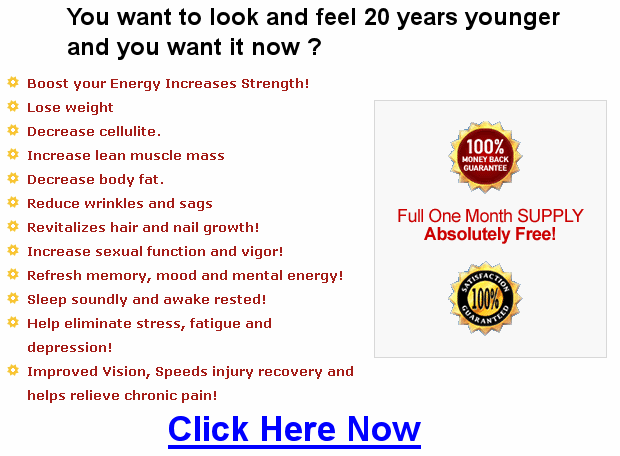 You want to look and feel 20 years younger
and you want it now ?
Boost your Energy Increases Strength!
Lose weight
Decrease cellulite.
Increase lean muscle mass
Decrease body fat.
Reduce wrinkles and sags
Revitalizes hair and nail growth!
Increase sexual function and vigor!
Refresh memory, mood and mental energy!
Sleep soundly and awake rested!
Help eliminate stress, fatigue and
depression!
Improved Vision, Speeds injury recovery and
helps relieve chronic pain!
100%
MONEY BACK
GUARANTEE
Full One Month SUPPLY
Absolutely Free!
SATISFACTION
100%
GUARANTEED
Click Here Now